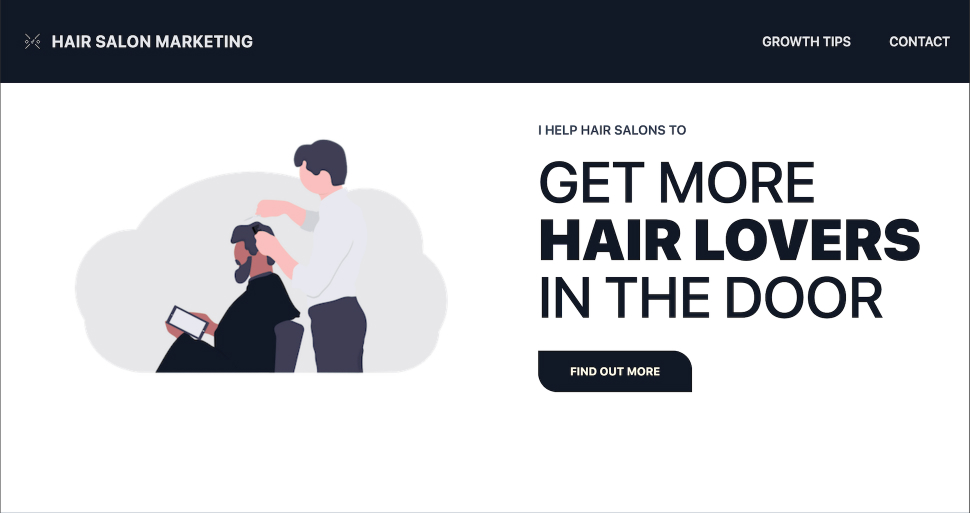 HAIR SALON MARKETING
GROWTH TIPS
CONTACT
I HELP HAIR SALONS TO
GET MORE
HAIR LOVERS
IN THE DOOR
FIND OUT MORE